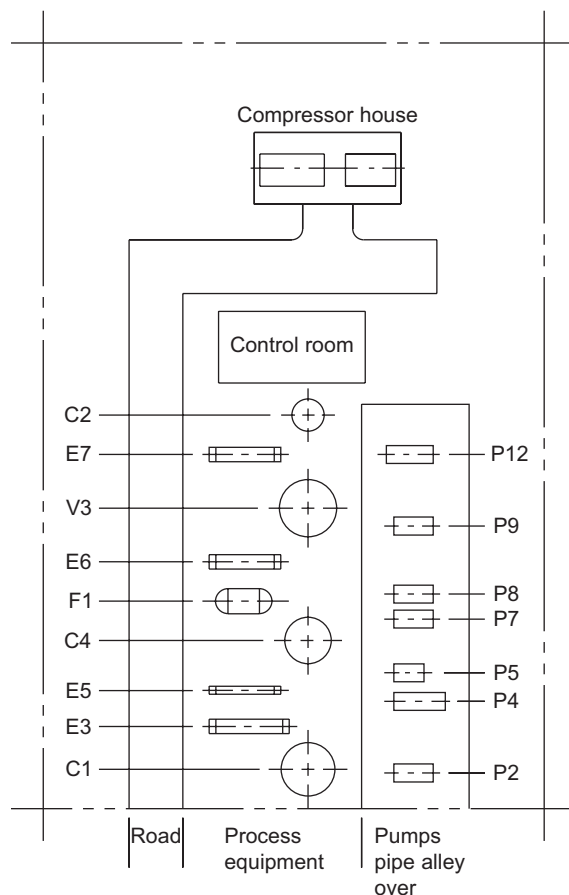 Compressor house
Control room
C2
E7
P12
V3
P9
E6
F1
P8
P7
C4
P5
E5
P4
E3
C1
P2
Road
Process
equipment
Pumps
pipe alley
over